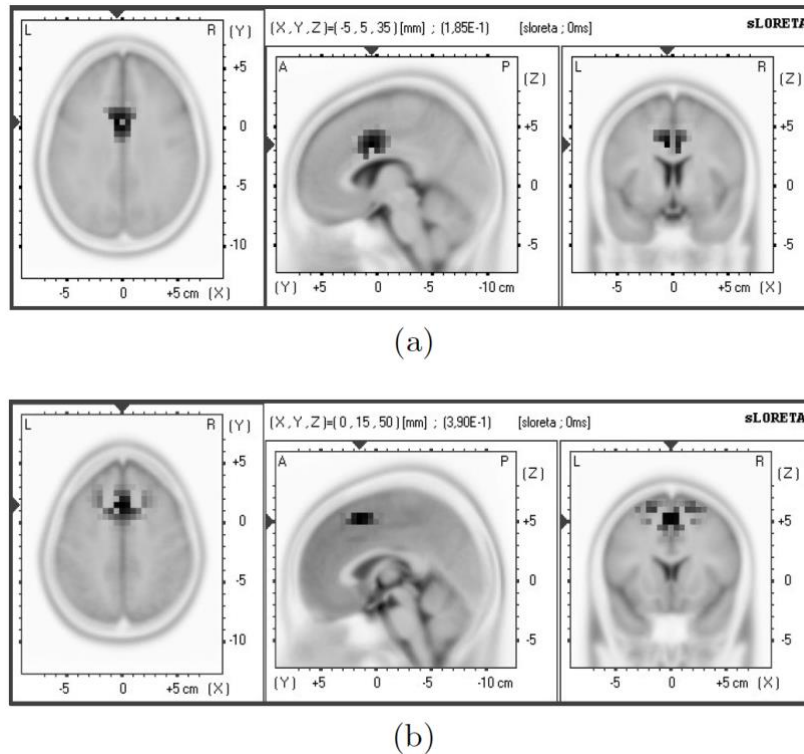 (X,Y,Z)=(-5,5,35)[mm] ; (1,85E-1) [sloreta ; 0ms] sLORETA
L R (Y) A P (Z) L R (Z)
+5 0 -5 -10
+5 0 -5
+5 0 -5
-5 0 +5 cm (X) (Y) +5 0 -5 -10 cm -5 0 +5 cm (X)
(a)
(X,Y,Z)=(0,15,50)[mm] ; (3,90E-1) [sloreta ; 0ms] sLORETA
L R (Y) A P (Z) L R (Z)
+5 0 -5 -10
+5 0 -5
+5 0 -5
-5 0 +5 cm (X) (Y) +5 0 -5 -10 cm -5 0 +5 cm (X)
(b)